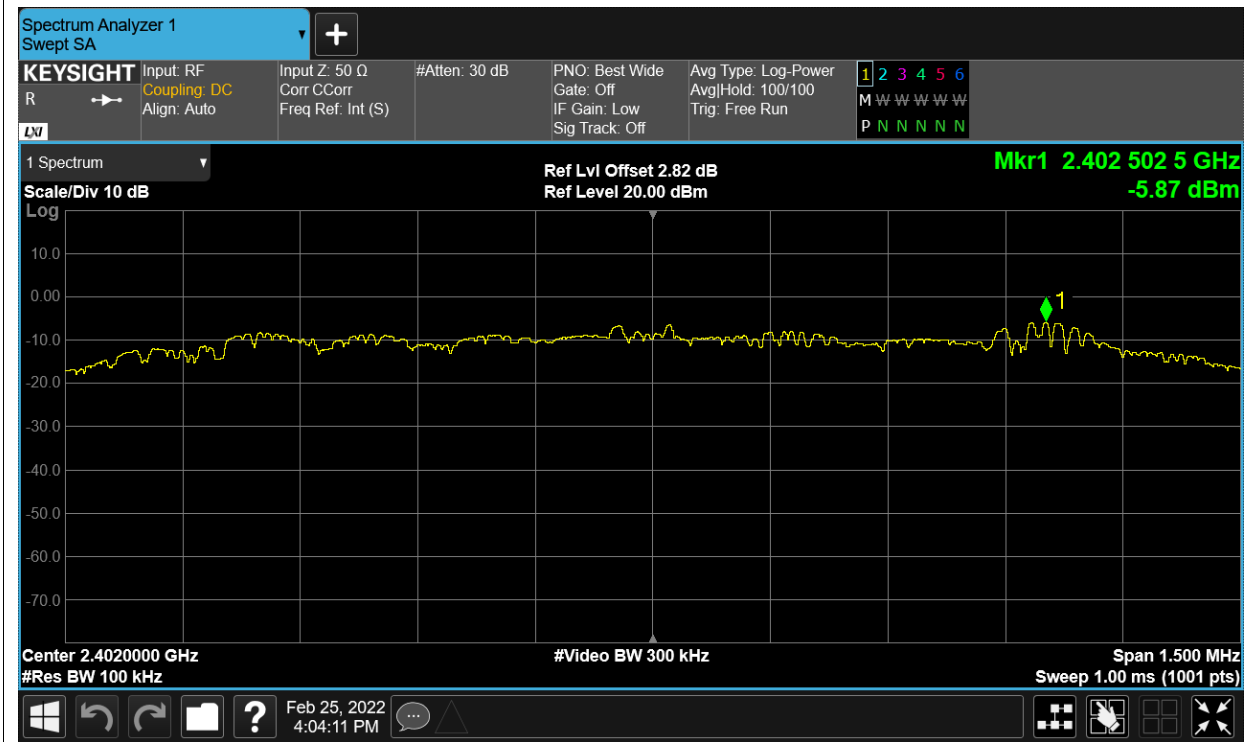 Spectrum Analyzer 1
Swept SA
+
KEYSIGHT
R
LXI
Input: RF
Coupling: DC
Align: Auto
Input Z: 50 Ω
Corr CCorr
Freq Ref: Int (S)
#Atten: 30 dB
PNO: Best Wide
Gate: Off
IF Gain: Low
Sig Track: Off
Avg Type: Log-Power
Avg|Hold: 100/100
Trig: Free Run
1 2 3 4 5 6
M W W W W W
P N N N N N
1 Spectrum
Scale/Div 10 dB
Log
Ref Lvl Offset 2.82 dB
Ref Level 20.00 dBm
Mkr1 2.402 502 5 GHz
-5.87 dBm
10.0
0.00
1
-10.0
-20.0
-30.0
-40.0
-50.0
-60.0
-70.0
Center 2.4020000 GHz
#Res BW 100 kHz
#Video BW 300 kHz
Span 1.500 MHz
Sweep 1.00 ms (1001 pts)
?
Feb 25, 2022
4:04:11 PM